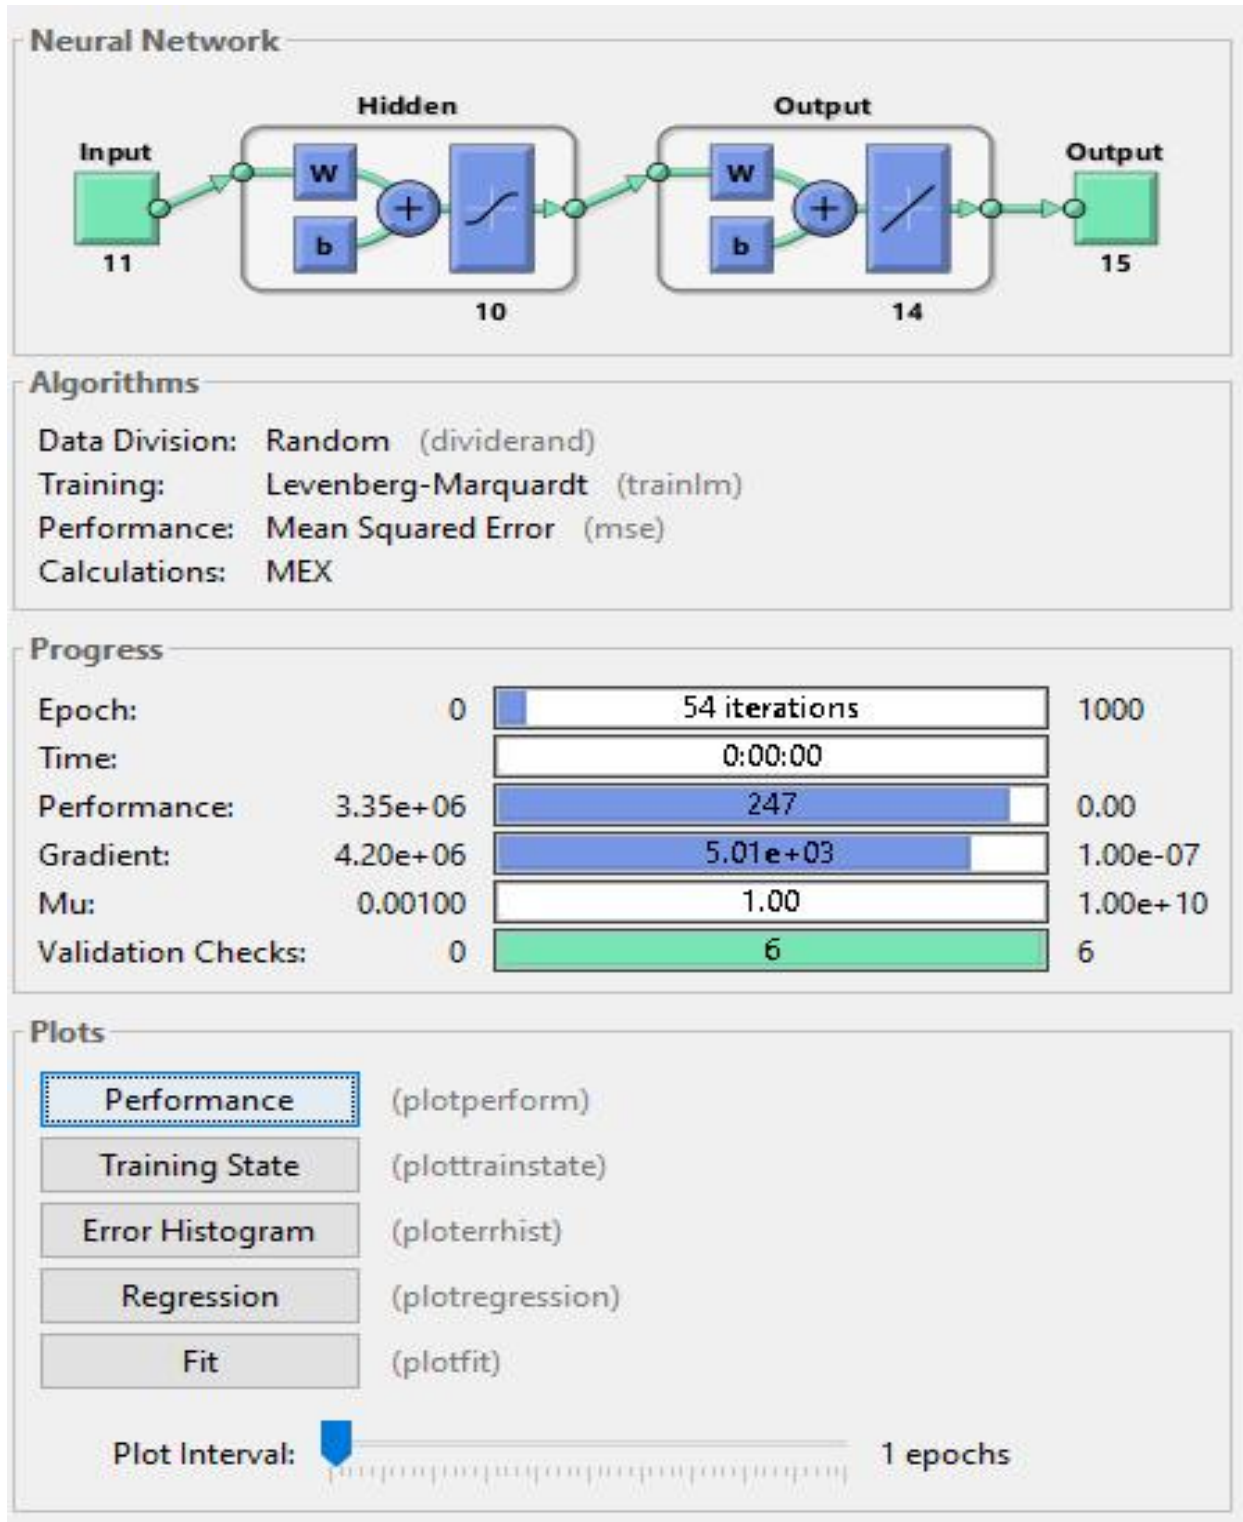 Neural Network
Hidden
Output
Input
Output
W
W
b
b
11
15
10
14
Algorithms
Data Division: Random (dividerand)
Training: Levenberg-Marquardt (trainlm)
Performance: Mean Squared Error (mse)
Calculations: MEX
Progress
Epoch: 0 54 iterations 1000
Time: 0:00:00
Performance: 3.35e+06 247 0.00
Gradient: 4.20e+06 5.01e+03 1.00e-07
Mu: 0.00100 1.00 1.00e+10
Validation Checks: 0 6 6
Plots
Performance (plotperform)
Training State (plottrainstate)
Error Histogram (ploterrhist)
Regression (plotregression)
Fit (plotfit)
Plot Interval: 1 epochs